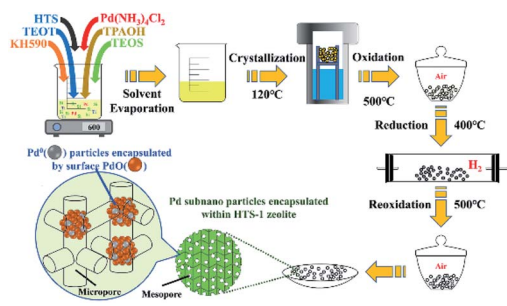 HTS
TEOT
KH590
Pd(NH₃)₄Cl₂
TPAOH
TEOS
600
Solvent
Evaporation
Crystallization
120°C
Oxidation
500°C
Air
Reduction
400°C
H₂
Reoxidation
500°C
Air
Pd⁰( ) particles encapsulated
by surface PdO( )
Pd subnano particles encapsulated
within HTS-1 zeolite
Micropore
Mesopore